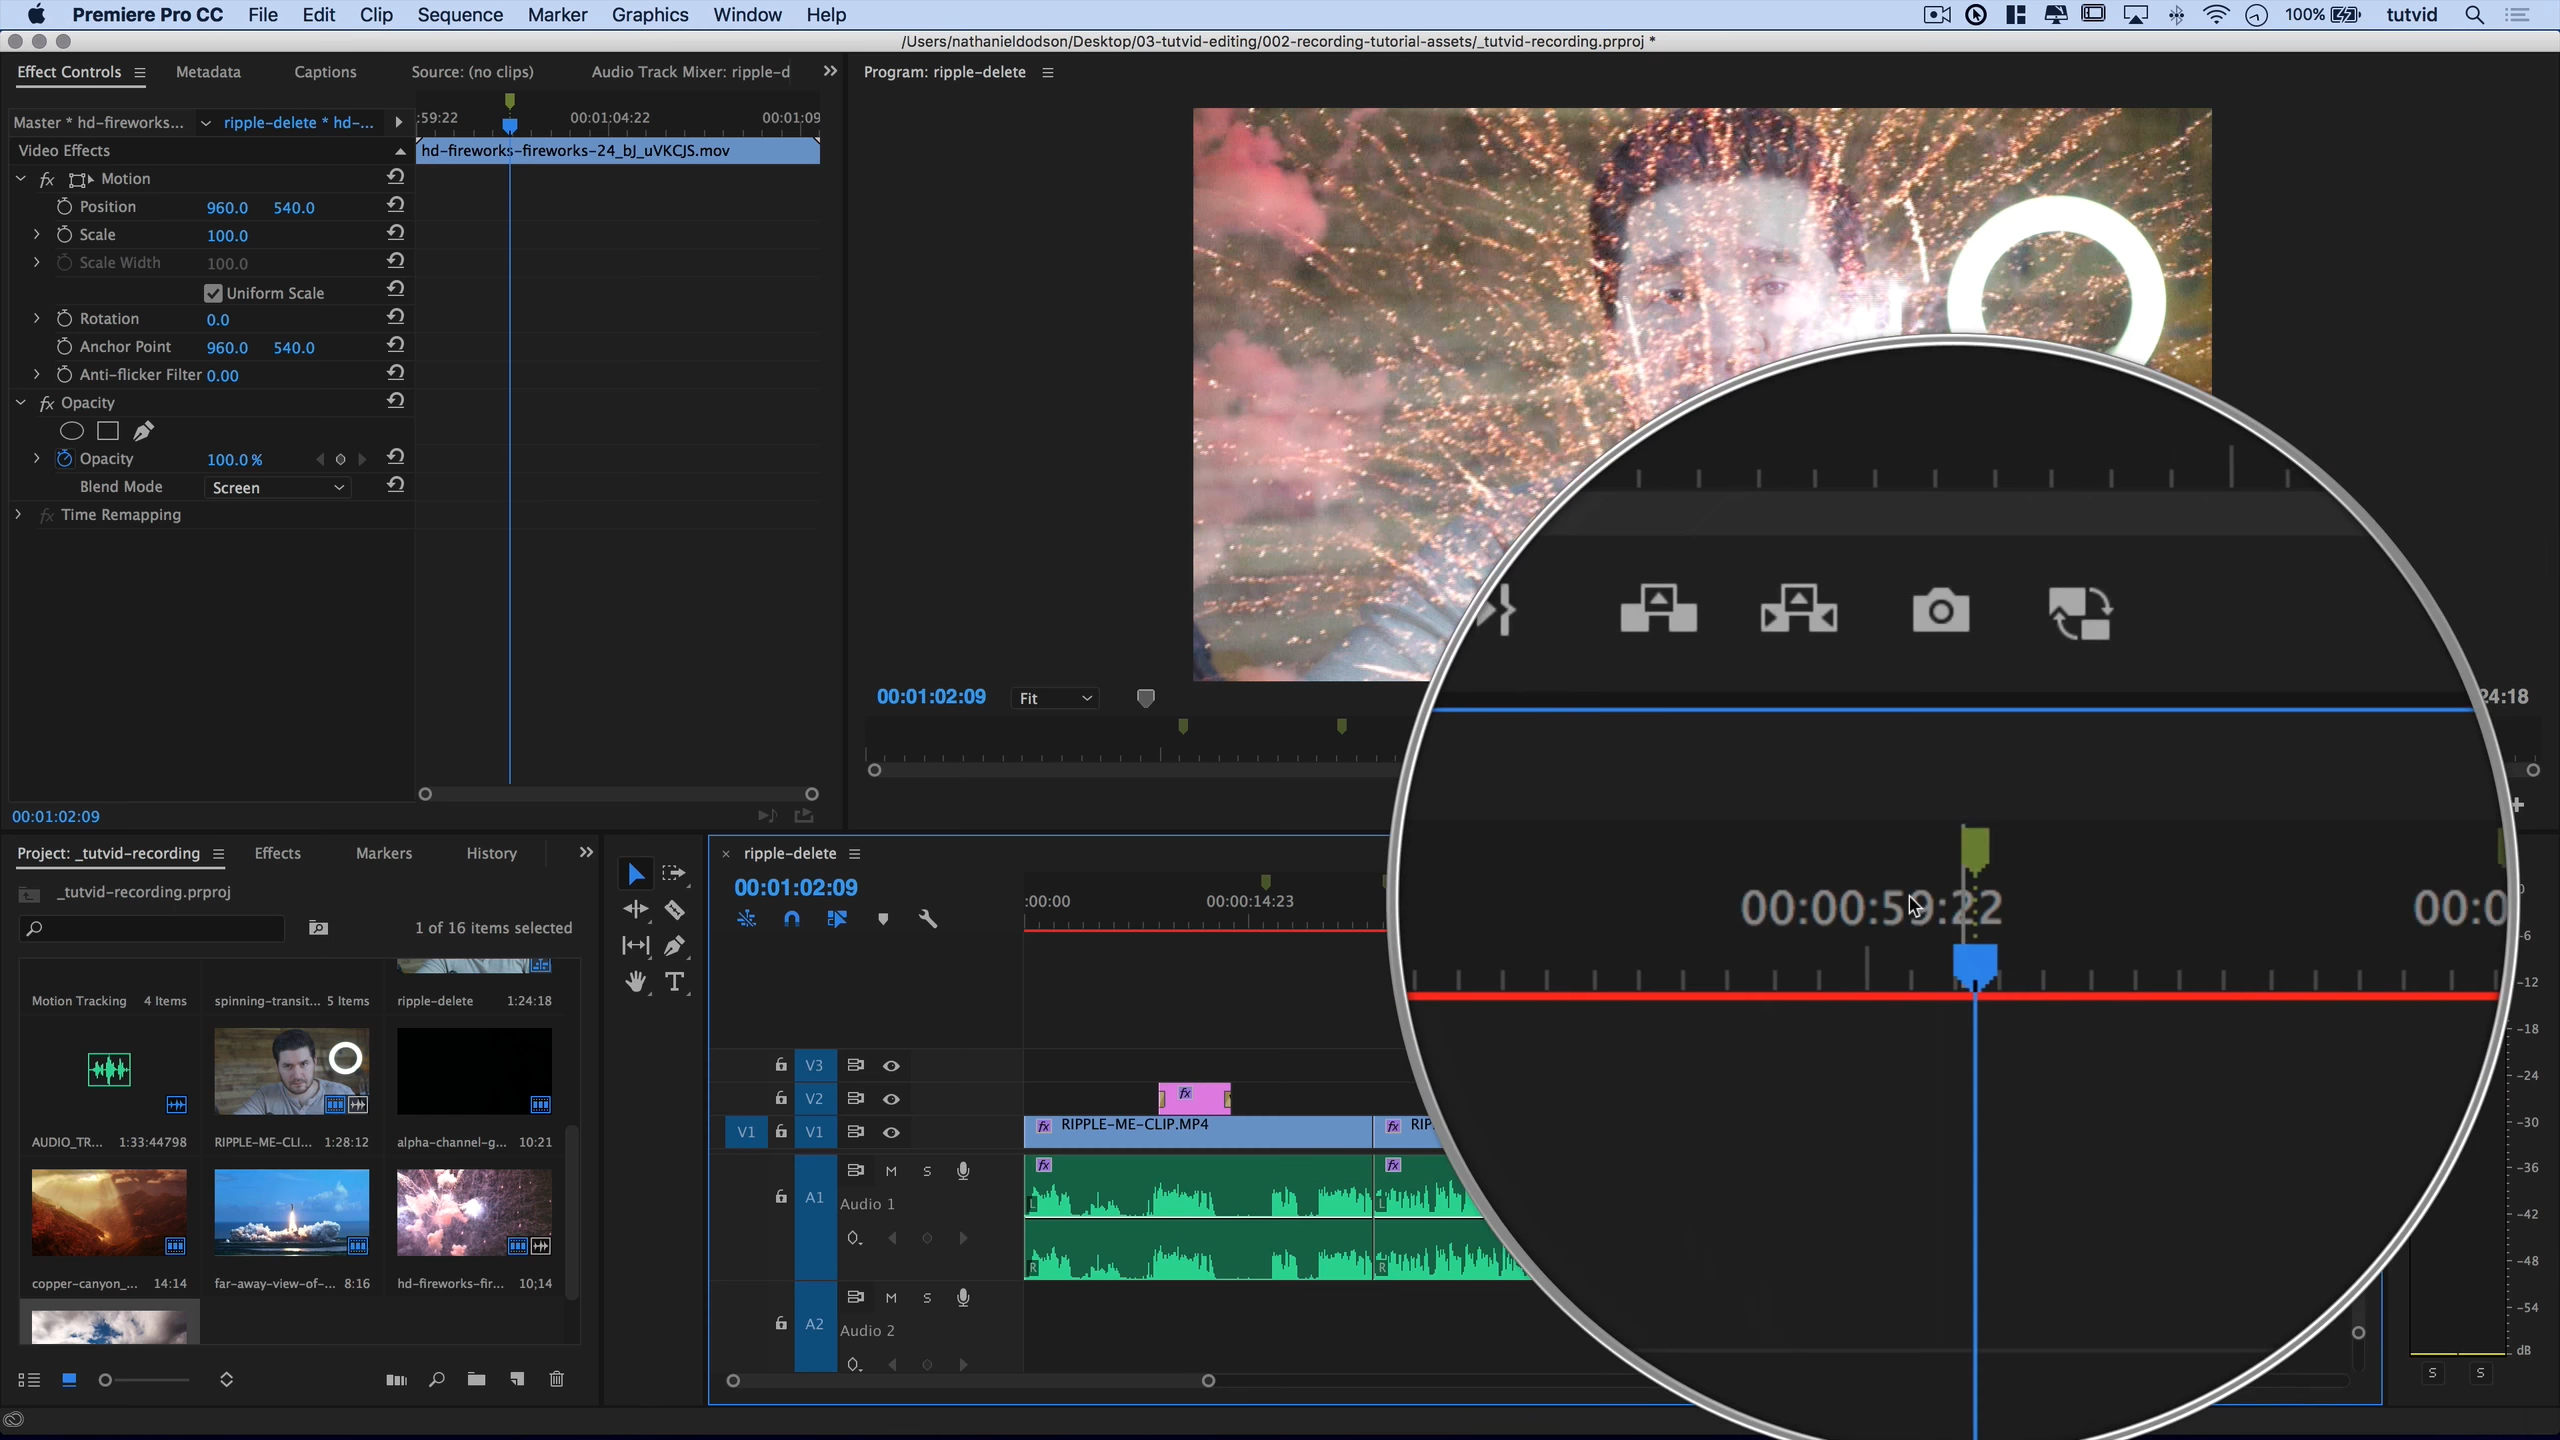 Premiere Pro CC File Edit Clip Sequence Marker Graphics Window Help 100% tutvid
/Users/nathanieldodson/Desktop/03-tutvid-editing/002-recording-tutorial-assets/_tutvid-recording.prproj *
Effect Controls Metadata Captions Source: (no clips) Audio Track Mixer: ripple-d
Program: ripple-delete
Master * hd-fireworks... ripple-delete * hd-...
:59:22 00:01:04:22 00:01:09
Video Effects
hd-fireworks-fireworks-24_bJ_uVKCJS.mov
fx Motion
Position 960.0 540.0
Scale 100.0
Scale Width 100.0
Uniform Scale
Rotation 0.0
Anchor Point 960.0 540.0
Anti-flicker Filter 0.00
fx Opacity
Opacity 100.0 %
Blend Mode Screen
fx Time Remapping
00:01:02:09
00:01:02:09 Fit
24:18
00:00:59:22 00:0
Project: _tutvid-recording Effects Markers History
_tutvid-recording.prproj
1 of 16 items selected
Motion Tracking 4 Items
spinning-transit... 5 Items
ripple-delete 1:24:18
AUDIO_TR... 1:33:44798
RIPPLE-ME-CLI... 1:28:12
alpha-channel-g... 10:21
copper-canyon_... 14:14
far-away-view-of-... 8:16
hd-fireworks-fir... 10;14
T
× ripple-delete
00:01:02:09
:00:00 00:00:14:23
V3
V2 fx
V1 V1 fx RIPPLE-ME-CLIP.MP4 fx RIP
A1 M S fx fx
Audio 1
L L
R R
A2 M S
Audio 2
0
-6
-12
-18
-24
-30
-36
-42
-48
-54
dB
S S